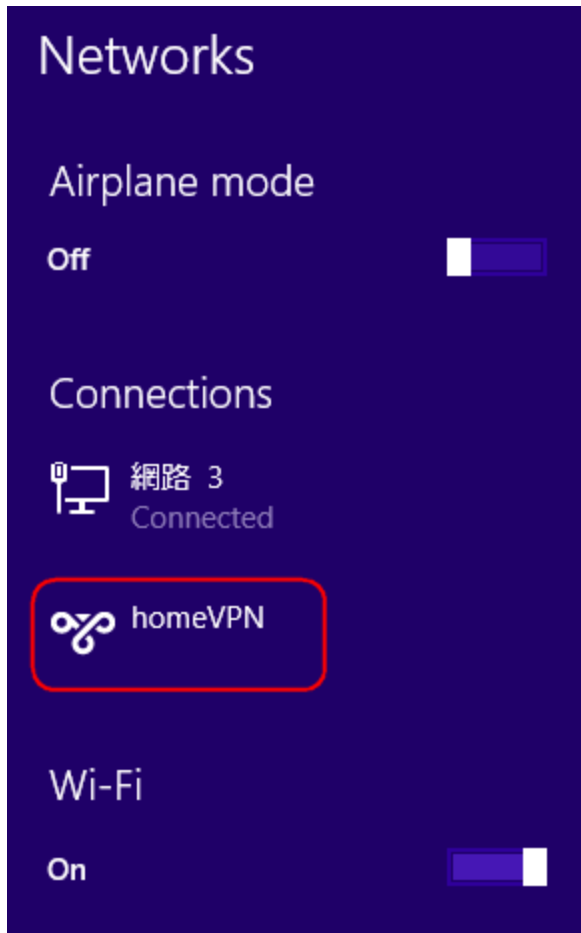 Networks
Airplane mode
Off
Connections
網路 3
Connected
homeVPN
Wi-Fi
On